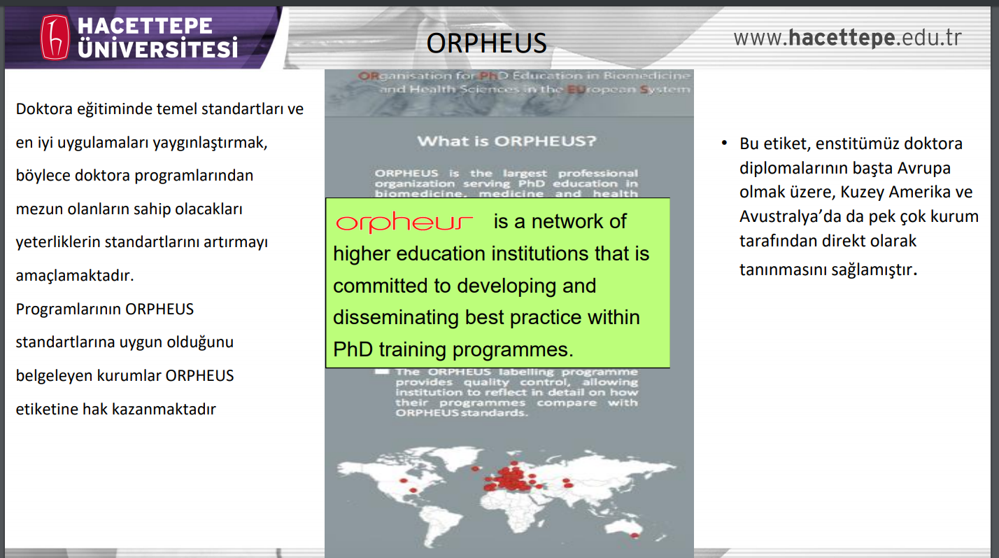 HACETTEPE
ÜNİVERSİTESİ
ORPHEUS
www.hacettepe.edu.tr
Doktora eğitiminde temel standartları ve
en iyi uygulamaları yaygınlaştırmak,
böylece doktora programlarından
mezun olanların sahip olacakları
yeterliklerin standartlarını artırmayı
amaçlamaktadır.
Programlarının ORPHEUS
standartlarına uygun olduğunu
belgeleyen kurumlar ORPHEUS
etiketine hak kazanmaktadır
ORganisation for PhD Education in Biomedicine
and Health Sciences in the EUropean System
What is ORPHEUS?
ORPHEUS is the largest professional
organization serving PhD education in
biomedicine, medicine and health
orpheus is a network of
higher education institutions that is
committed to developing and
disseminating best practice within
PhD training programmes.
The ORPHEUS labelling programme
provides quality control, allowing
institution to reflect in detail on how
their programmes compare with
ORPHEUS standards.
• Bu etiket, enstitümüz doktora
diplomalarının başta Avrupa
olmak üzere, Kuzey Amerika ve
Avustralya’da da pek çok kurum
tarafından direkt olarak
tanınmasını sağlamıştır.